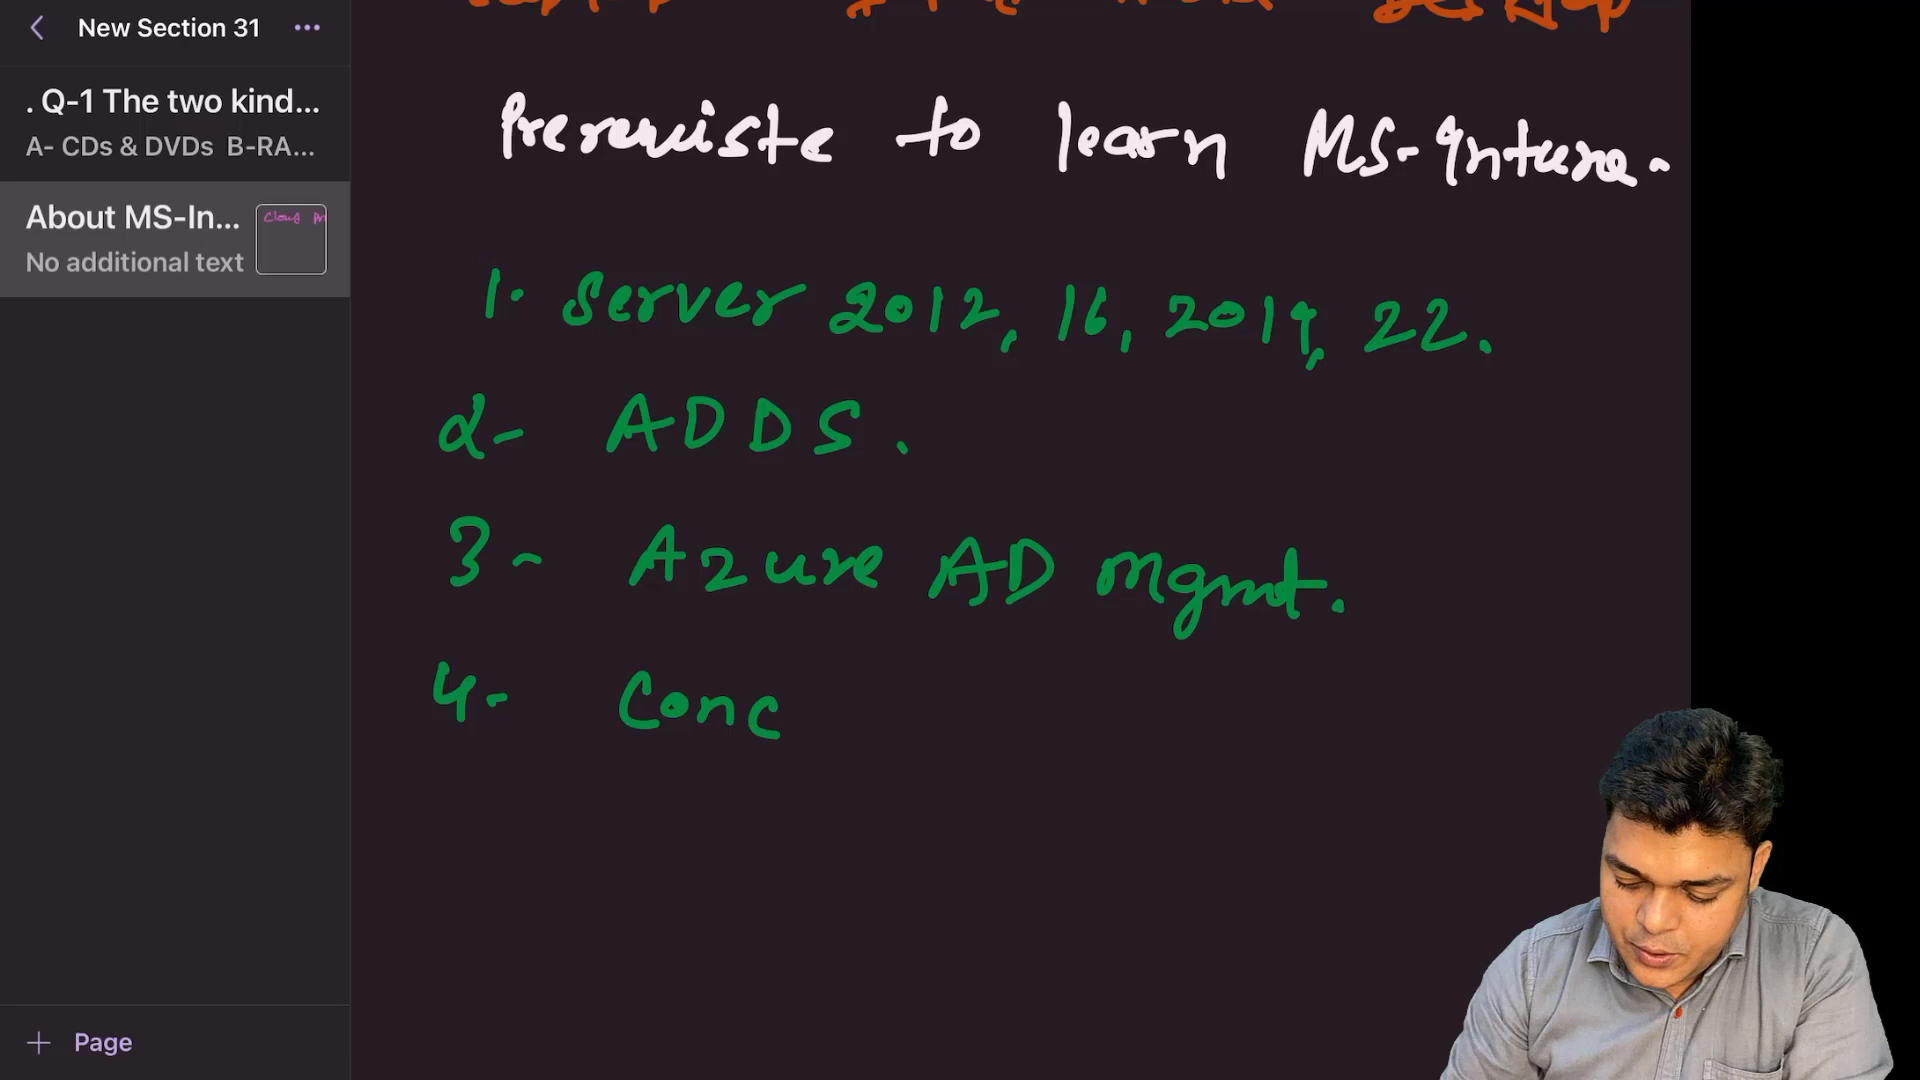 New Section 31 ...
. Q-1 The two kind...
A- CDs & DVDs B-RA...
About MS-In...
No additional text
Prerequiste to learn MS-Intune-
1. Server 2012, 16, 2019, 22.
2- ADDS.
3- Azure AD mgmt.
4- Conc
+ Page